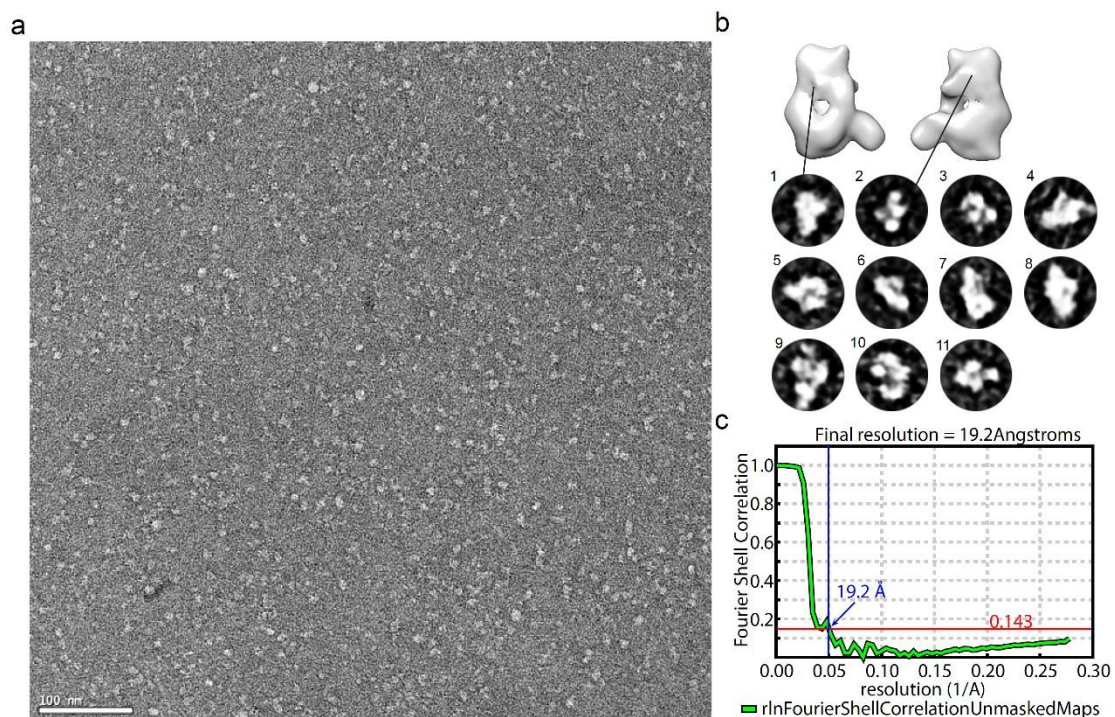 a
100 nm
b
1
2
3
4
5
6
7
8
9
10
11
c
Final resolution = 19.2Angstroms
Fourier Shell Correlation
1.0
0.8
0.6
0.4
0.2
19.2 Å
0.143
0.00
0.05
0.10
0.15
0.20
0.25
0.30
resolution (1/A)
rlnFourierShellCorrelationUnmaskedMaps